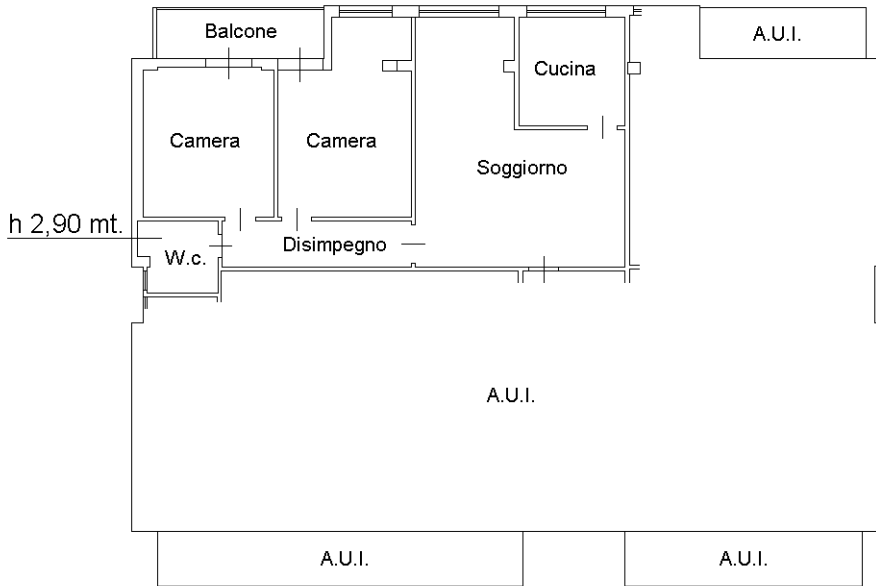 Balcone
A.U.I.
Cucina
Camera
Camera
Soggiorno
h 2,90 mt.
Disimpegno
W.c.
A.U.I.
A.U.I.
A.U.I.